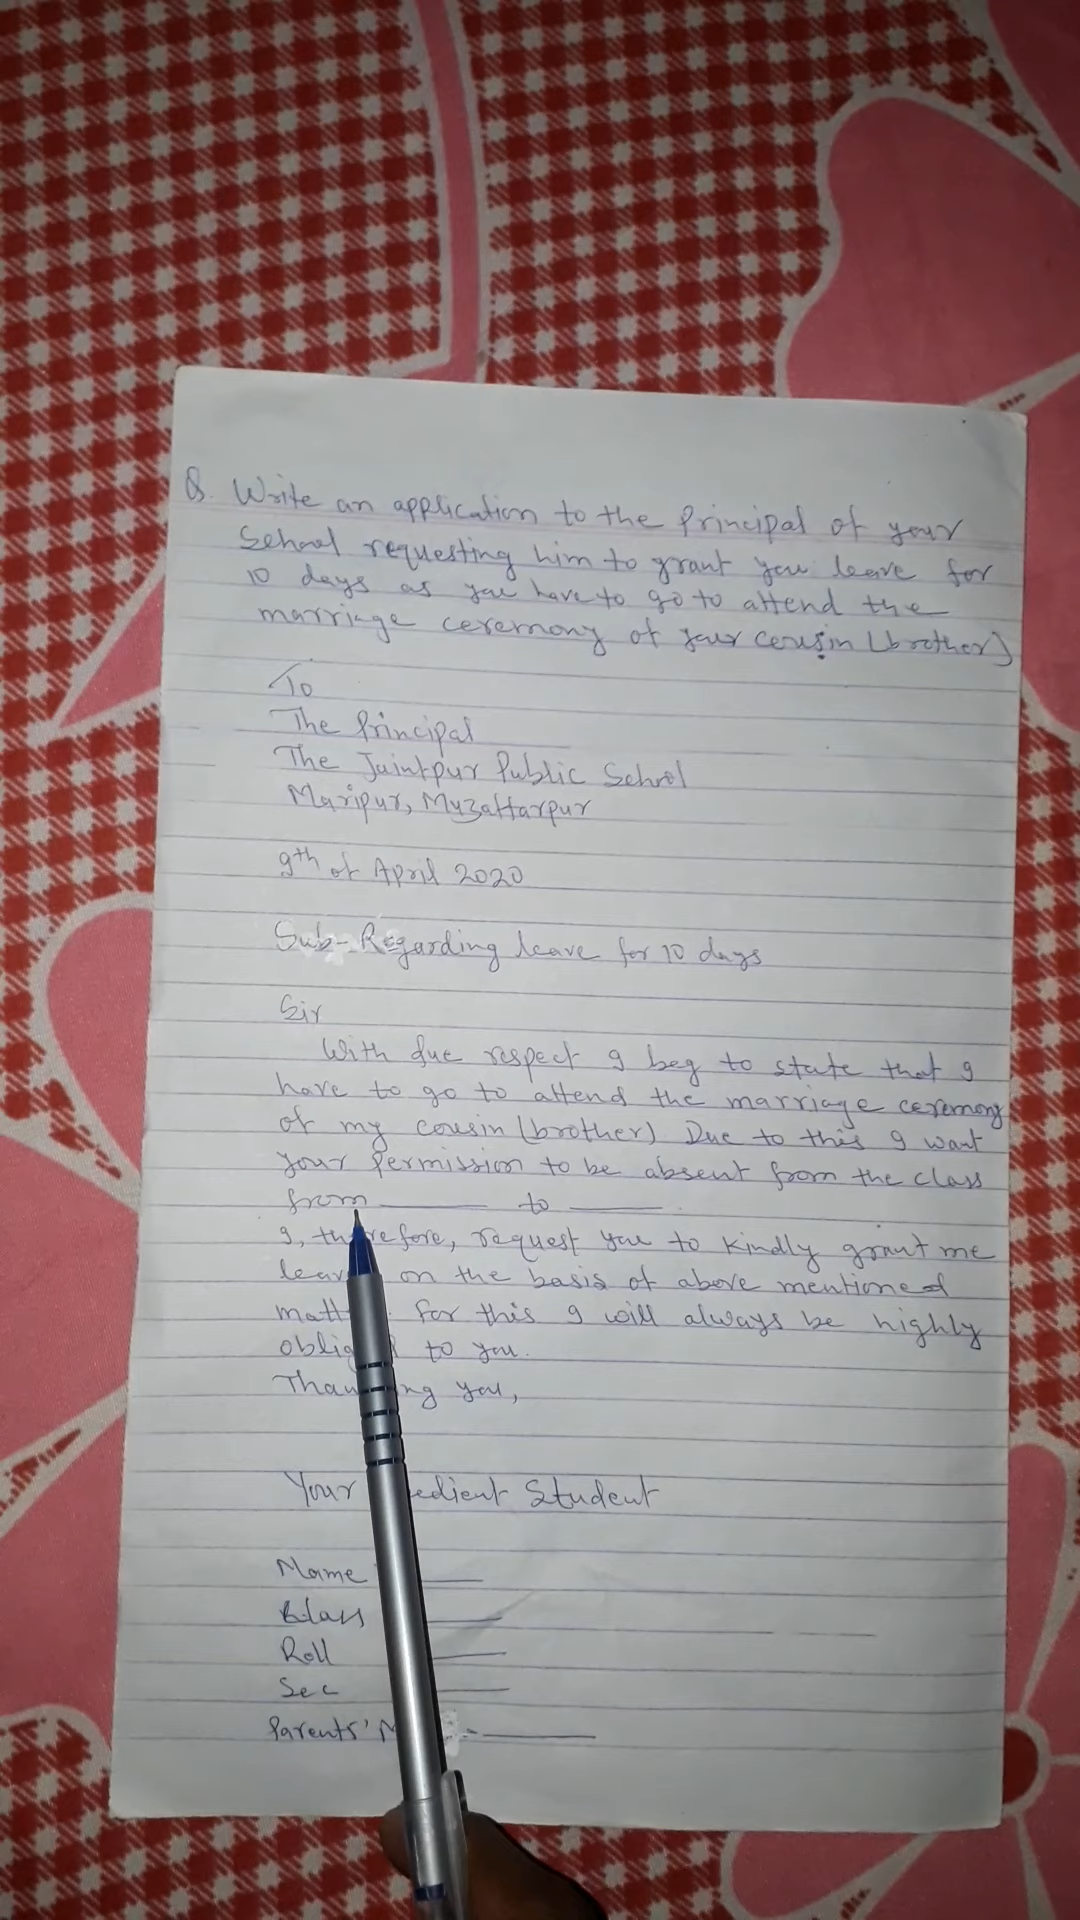 Q. Write an application to the Principal of your
School requesting him to grant you leave for
10 days as you have to go to attend the
marriage ceremony of your cousin (brother)
To
The Principal
The Jaintpur Public School
Maripur, Muzaffarpur
9th of April 2020
Sub- Regarding leave for 10 days
Sir
With due respect I beg to state that I
have to go to attend the marriage ceremony
of my cousin (brother) Due to this I want
your permission to be absent from the class
from ______ to ______.
I, therefore, request you to kindly grant me
leave on the basis of above mentioned
matter. For this I will always be highly
obliged to you.
Thanking you,
Your obedient Student
Name
Class
Roll
Sec
Parents'